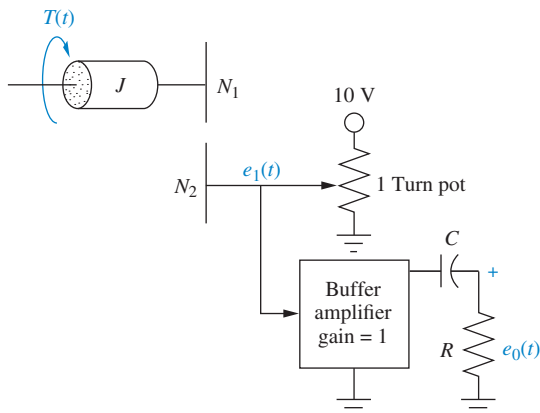 T(t)
J
N1
10 V
N2
e1(t)
1 Turn pot
C
Buffer
amplifier
gain = 1
+
R
e0(t)